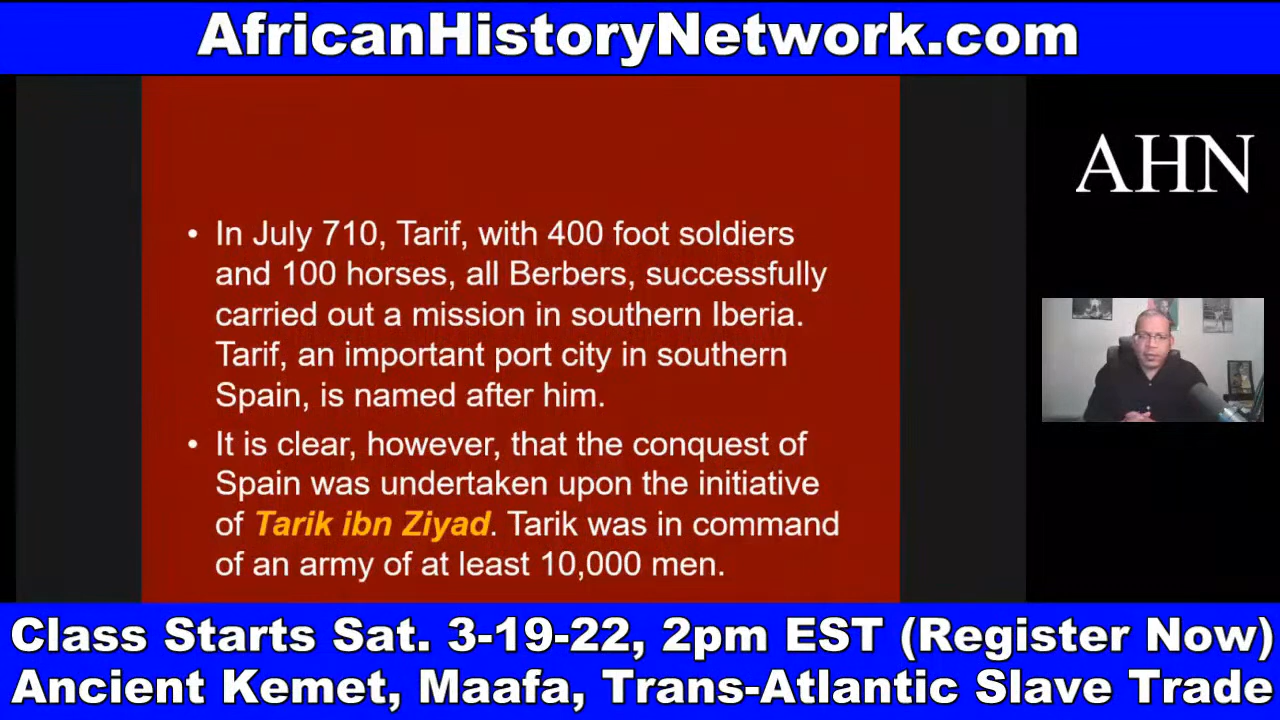 AfricanHistoryNetwork.com
AHN
• In July 710, Tarif, with 400 foot soldiers
and 100 horses, all Berbers, successfully
carried out a mission in southern Iberia.
Tarif, an important port city in southern
Spain, is named after him.
• It is clear, however, that the conquest of
Spain was undertaken upon the initiative
of Tarik ibn Ziyad. Tarik was in command
of an army of at least 10,000 men.
Class Starts Sat. 3-19-22, 2pm EST (Register Now)
Ancient Kemet, Maafa, Trans-Atlantic Slave Trade